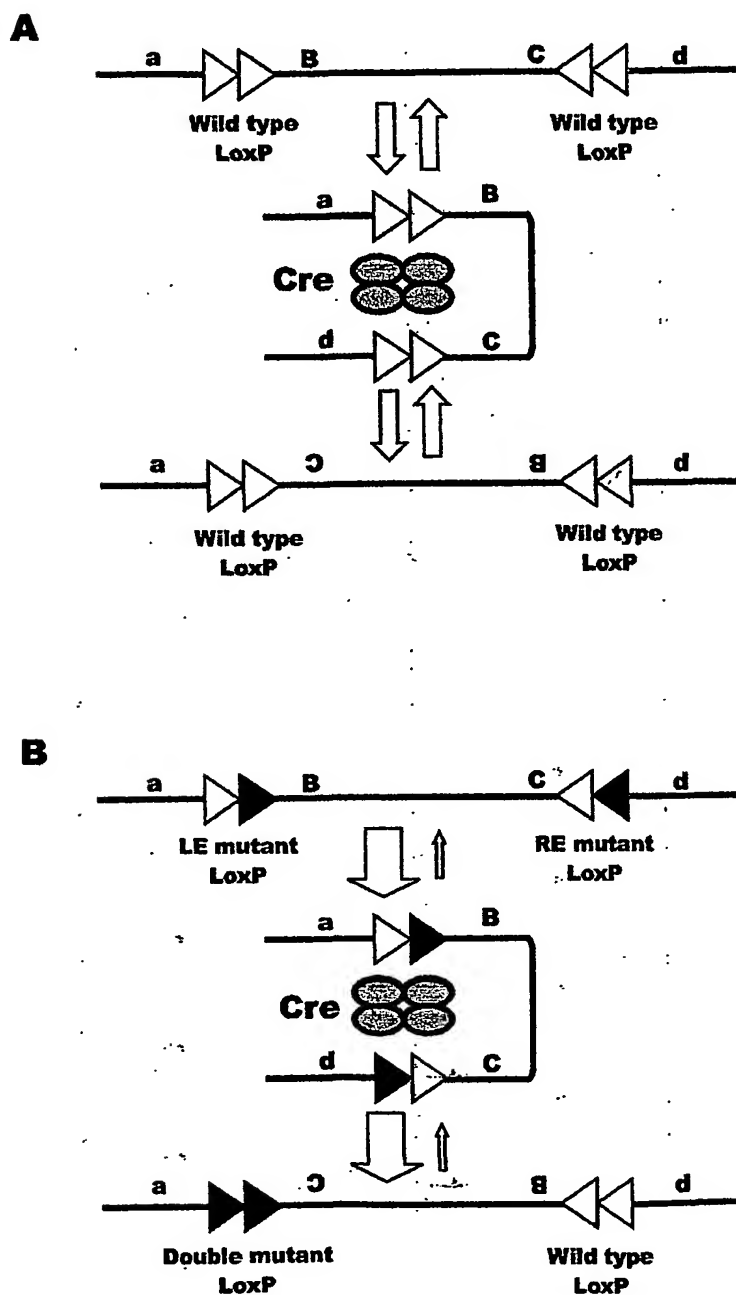 A
a B C d
Wild type Wild type
LoxP LoxP
a B
Cre
d C
a C B p
Wild type Wild type
LoxP LoxP
B
a B C d
LE mutant RE mutant
LoxP LoxP
a B
Cre
d C
a C B p
Double mutant Wild type
LoxP LoxP